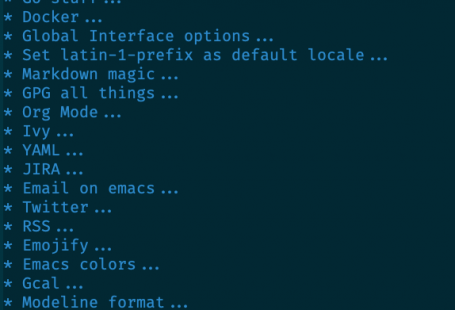 * Go stuff...
* Docker...
* Global Interface options...
* Set latin-1-prefix as default locale...
* Markdown magic...
* GPG all things...
* Org Mode...
* Ivy...
* YAML...
* JIRA...
* Email on emacs...
* Twitter...
* RSS...
* Emojify...
* Emacs colors...
* Gcal...
* Modeline format...